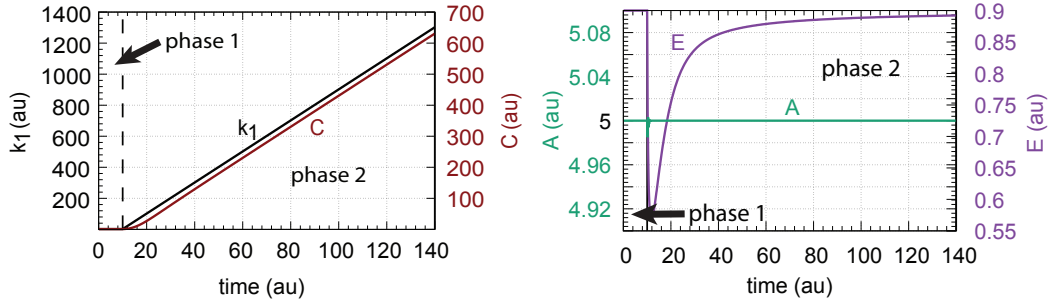 1400
1200
1000
800
600
400
200
k1 (au)
phase 1
k1
C
phase 2
700
600
500
400
300
200
100
C (au)
0 20 40 60 80 100 120 140
time (au)
5.08
5.04
5
4.96
4.92
A (au)
E
phase 2
A
phase 1
0.9
0.85
0.8
0.75
0.7
0.65
0.6
0.55
E (au)
0 20 40 60 80 100 120 140
time (au)